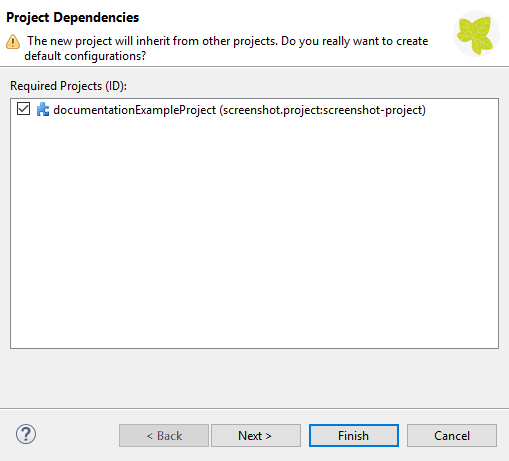 Project Dependencies
The new project will inherit from other projects. Do you really want to create
default configurations?
Required Projects (ID):
documentationExampleProject (screenshot.project:screenshot-project)
< Back
Next >
Finish
Cancel